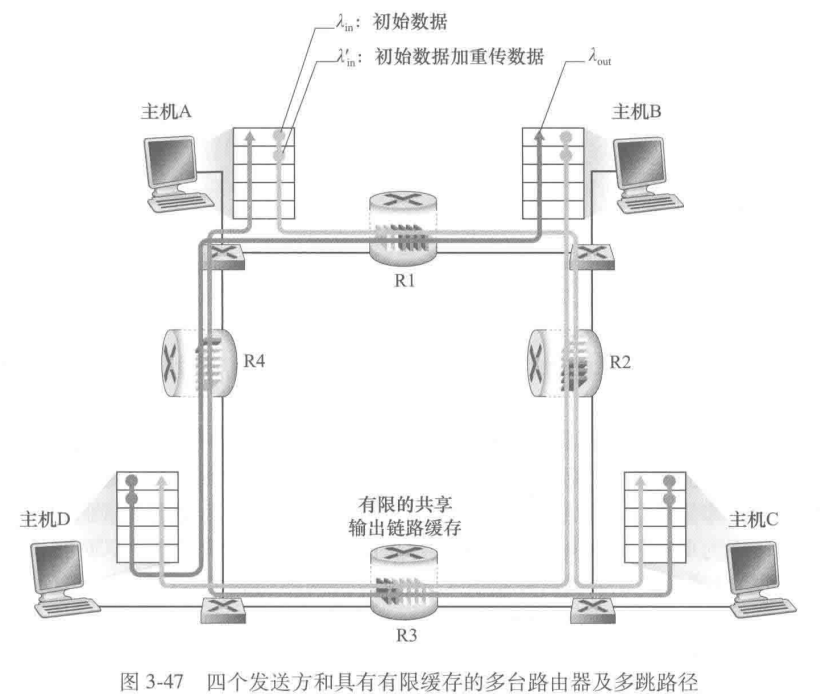 λin：初始数据
λ'in：初始数据加重传数据
λout
主机A
主机B
R1
R4
R2
主机D
有限的共享
输出链路缓存
主机C
R3
图 3-47 四个发送方和具有有限缓存的多台路由器及多跳路径